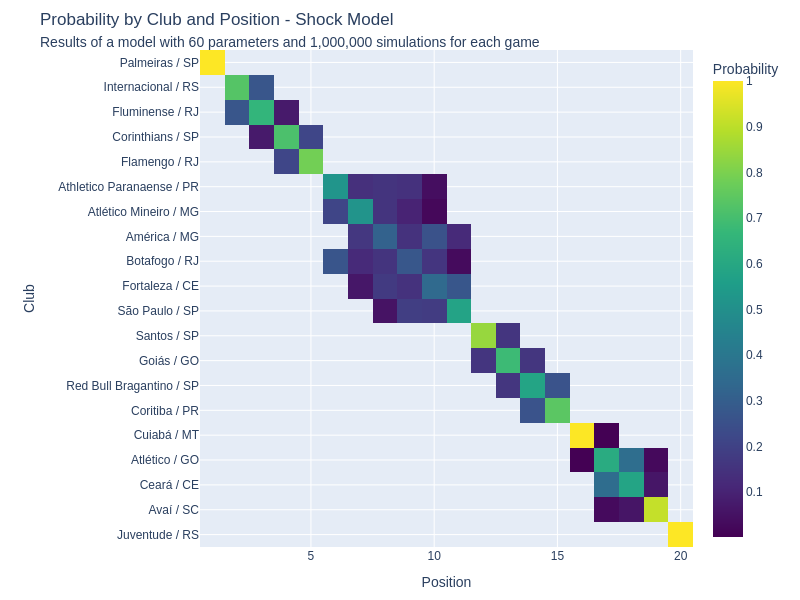 Probability by Club and Position - Shock Model
Results of a model with 60 parameters and 1,000,000 simulations for each game
Probability
Club
Palmeiras / SP
Internacional / RS
Fluminense / RJ
Corinthians / SP
Flamengo / RJ
Athletico Paranaense / PR
Atlético Mineiro / MG
América / MG
Botafogo / RJ
Fortaleza / CE
São Paulo / SP
Santos / SP
Goiás / GO
Red Bull Bragantino / SP
Coritiba / PR
Cuiabá / MT
Atlético / GO
Ceará / CE
Avaí / SC
Juventude / RS
5 10 15 20
Position
1
0.9
0.8
0.7
0.6
0.5
0.4
0.3
0.2
0.1